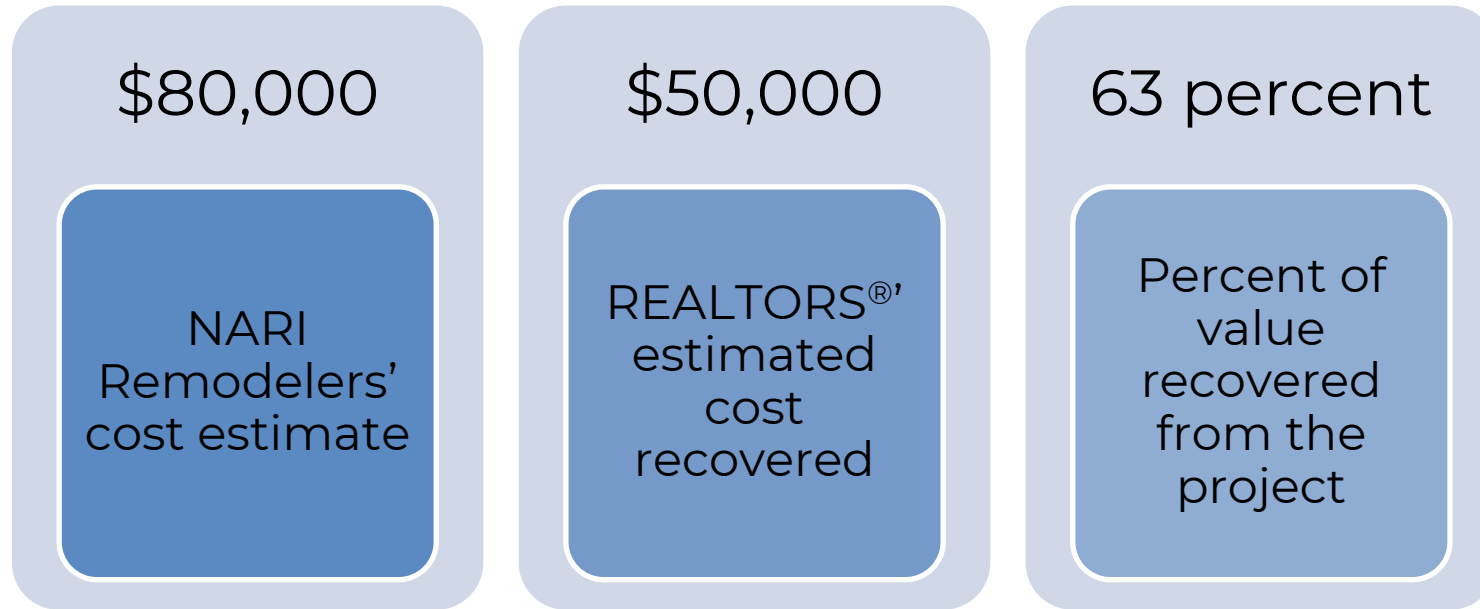 $80,000
NARI
Remodelers’
cost estimate
$50,000
REALTORS®’
estimated
cost
recovered
63 percent
Percent of
value
recovered
from the
project